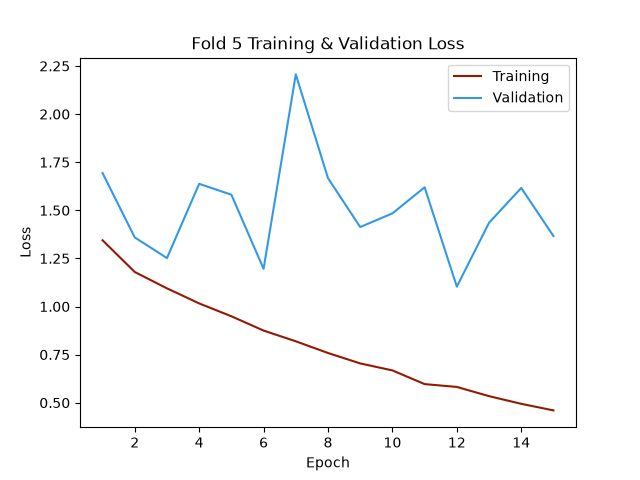 Fold 5 Training & Validation Loss
Training
Validation
2.25
2.00
1.75
1.50
1.25
1.00
0.75
0.50
Loss
2 4 6 8 10 12 14
Epoch